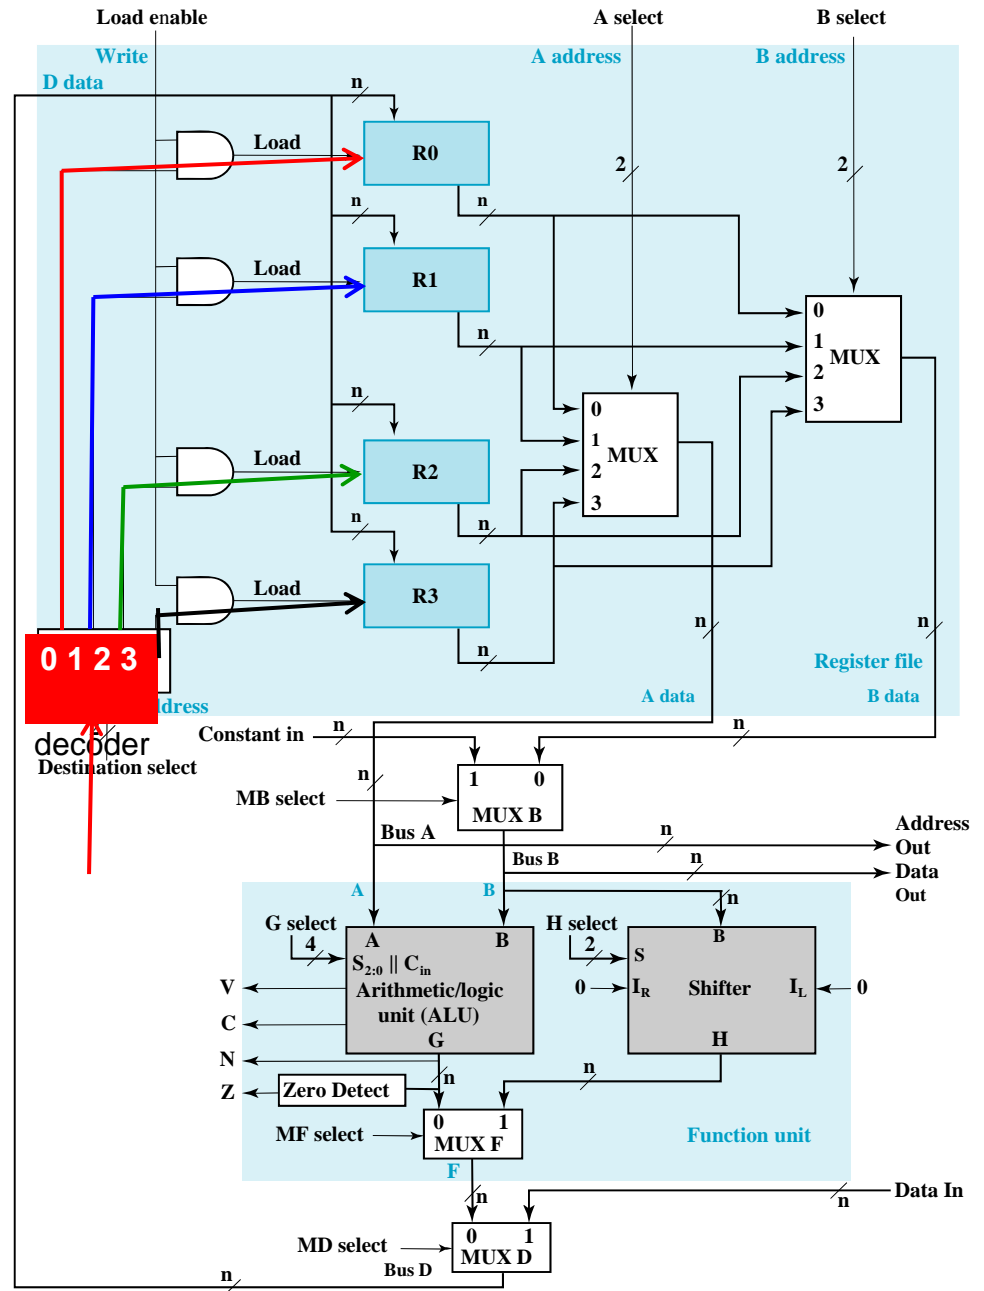 Load enable
A select
B select
Write
A address
B address
D data
n
Load
R0
2
2
n
n
Load
R1
0
1
MUX
2
3
n
n
0
1
MUX
2
3
Load
R2
n
n
Load
R3
n
n
n
0 1 2 3
Register file
ddress
A data
B data
decoder
Destination select
Constant in
n
n
n
1 0
MUX B
MB select
Bus A
n
Address
Out
Bus B
n
Data
Out
A
B
n
G select
4
A
B
H select
2
B
S
S2:0 || Cin
Arithmetic/logic
unit (ALU)
G
0
IR
Shifter
IL
0
H
V
C
N
Z
Zero Detect
n
n
0 1
MUX F
MF select
F
Function unit
n
n
Data In
0 1
MUX D
MD select
Bus D
n